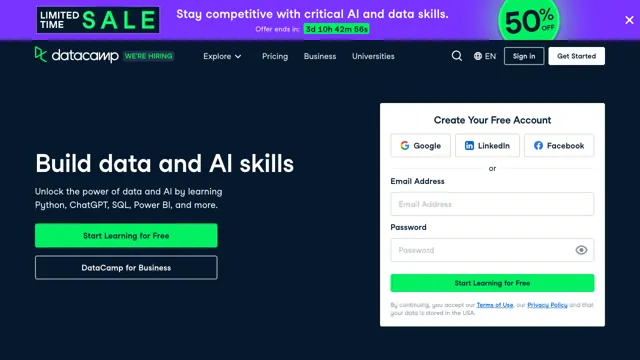 LIMITED TIME SALE
Stay competitive with critical AI and data skills.
Offer ends in: 3d 10h 42m 56s
50% OFF
datacamp WE'RE HIRING Explore Pricing Business Universities EN Sign in Get Started
Build data and AI skills
Unlock the power of data and AI by learning
Python, ChatGPT, SQL, Power BI, and more.
Start Learning for Free
DataCamp for Business
Create Your Free Account
Google LinkedIn Facebook
or
Email Address
Email Address
Password
Password
Start Learning for Free
By continuing, you accept our Terms of Use, our Privacy Policy and that
your data is stored in the USA.